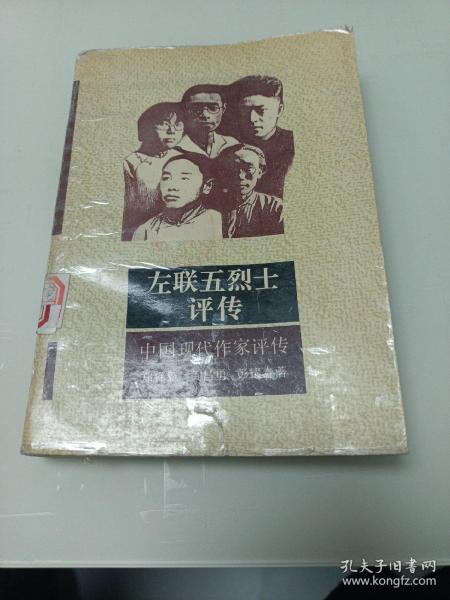 左联五烈士
评传
中国现代作家评传
著
孔夫子旧书网
www.kongfz.com